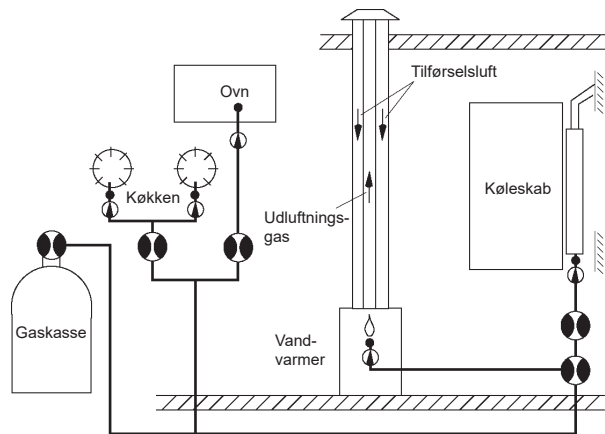 Tilførselsluft
Ovn
Køkken
Køleskab
Udluftnings-
gas
Gaskasse
Vand-
varmer